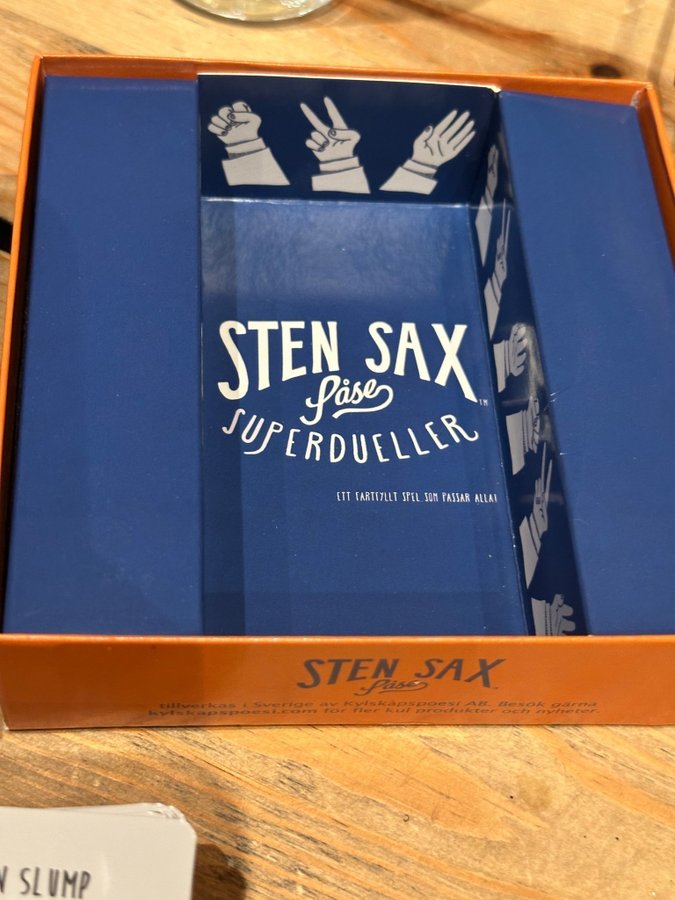 STEN SAX
Påse
TM
SUPERDUELLER
ETT FARTFYLLT SPEL SOM PASSAR ALLA!
STEN SAX
Påse
tillverkas i Sverige av Kylskåpspoesi AB. Besök gärna
kylskapspoesi.com för fler kul produkter och nyheter.
N SLUMP